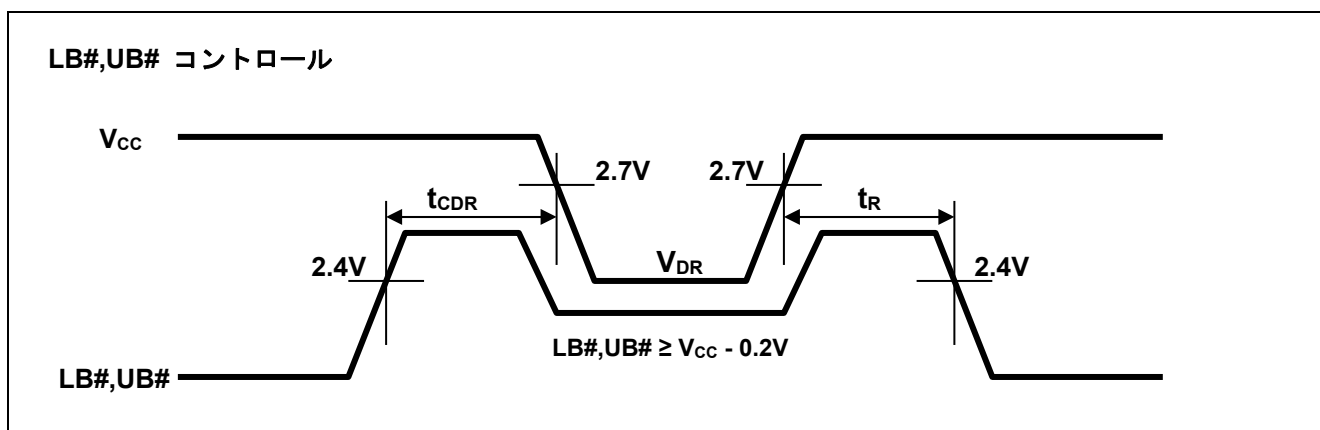 LB#,UB# コントロール
VCC
2.7V 2.7V
tCDR tR
2.4V VDR 2.4V
LB#,UB# ≥ VCC - 0.2V
LB#,UB#